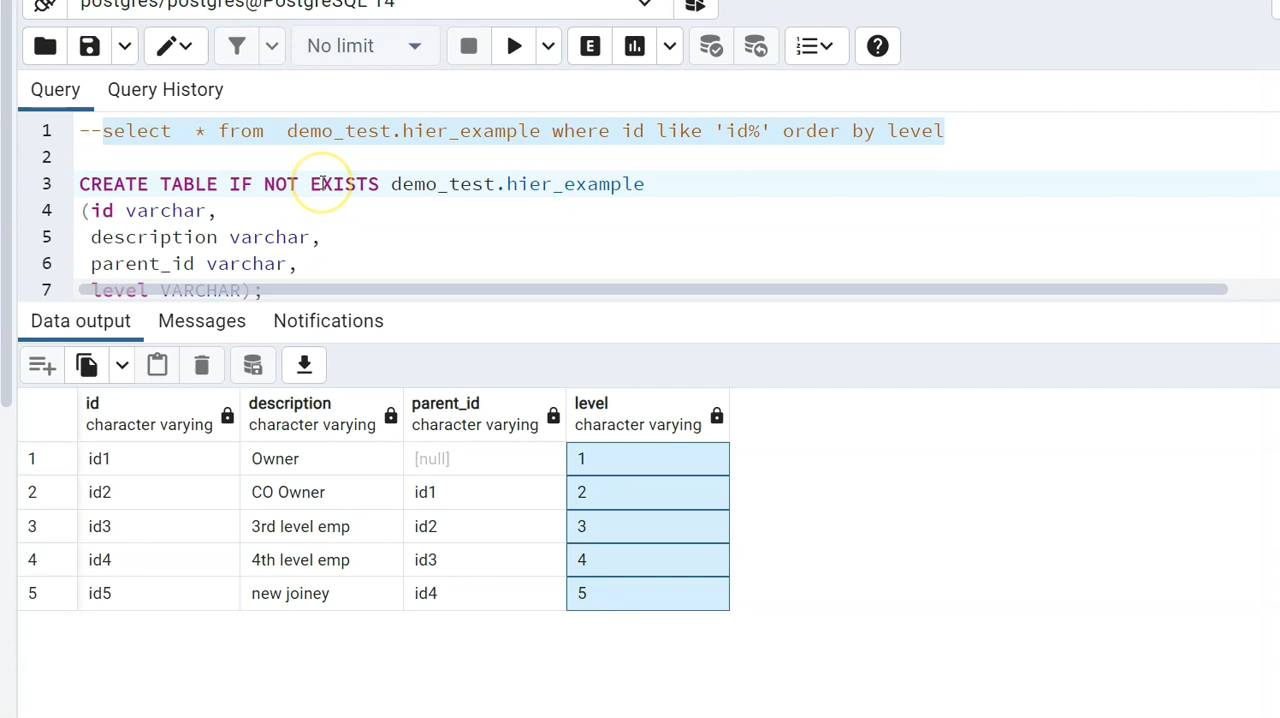 postgres/postgres@PostgreSQL 14
No limit
E
Query Query History
1 --select * from demo_test.hier_example where id like 'id%' order by level
2
3 CREATE TABLE IF NOT EXISTS demo_test.hier_example
4 (id varchar,
5 description varchar,
6 parent_id varchar,
7 level VARCHAR);
Data output Messages Notifications
id description parent_id level
character varying character varying character varying character varying
1 id1 Owner [null] 1
2 id2 CO Owner id1 2
3 id3 3rd level emp id2 3
4 id4 4th level emp id3 4
5 id5 new joiney id4 5